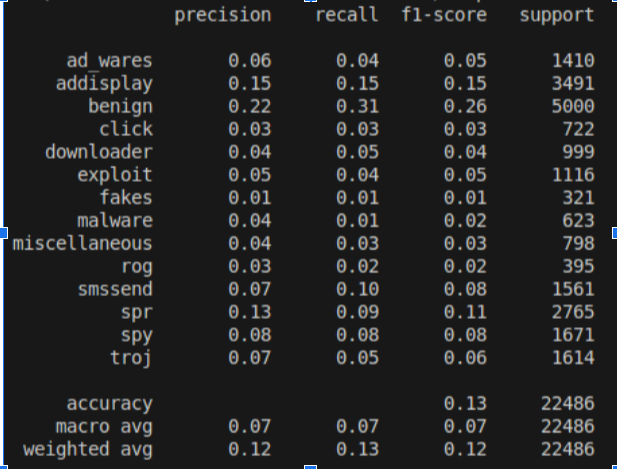 precision recall f1-score support
ad_wares 0.06 0.04 0.05 1410
addisplay 0.15 0.15 0.15 3491
benign 0.22 0.31 0.26 5000
click 0.03 0.03 0.03 722
downloader 0.04 0.05 0.04 999
exploit 0.05 0.04 0.05 1116
fakes 0.01 0.01 0.01 321
malware 0.04 0.01 0.02 623
miscellaneous 0.04 0.03 0.03 798
rog 0.03 0.02 0.02 395
smssend 0.07 0.10 0.08 1561
spr 0.13 0.09 0.11 2765
spy 0.08 0.08 0.08 1671
troj 0.07 0.05 0.06 1614
accuracy 0.13 22486
macro avg 0.07 0.07 0.07 22486
weighted avg 0.12 0.13 0.12 22486